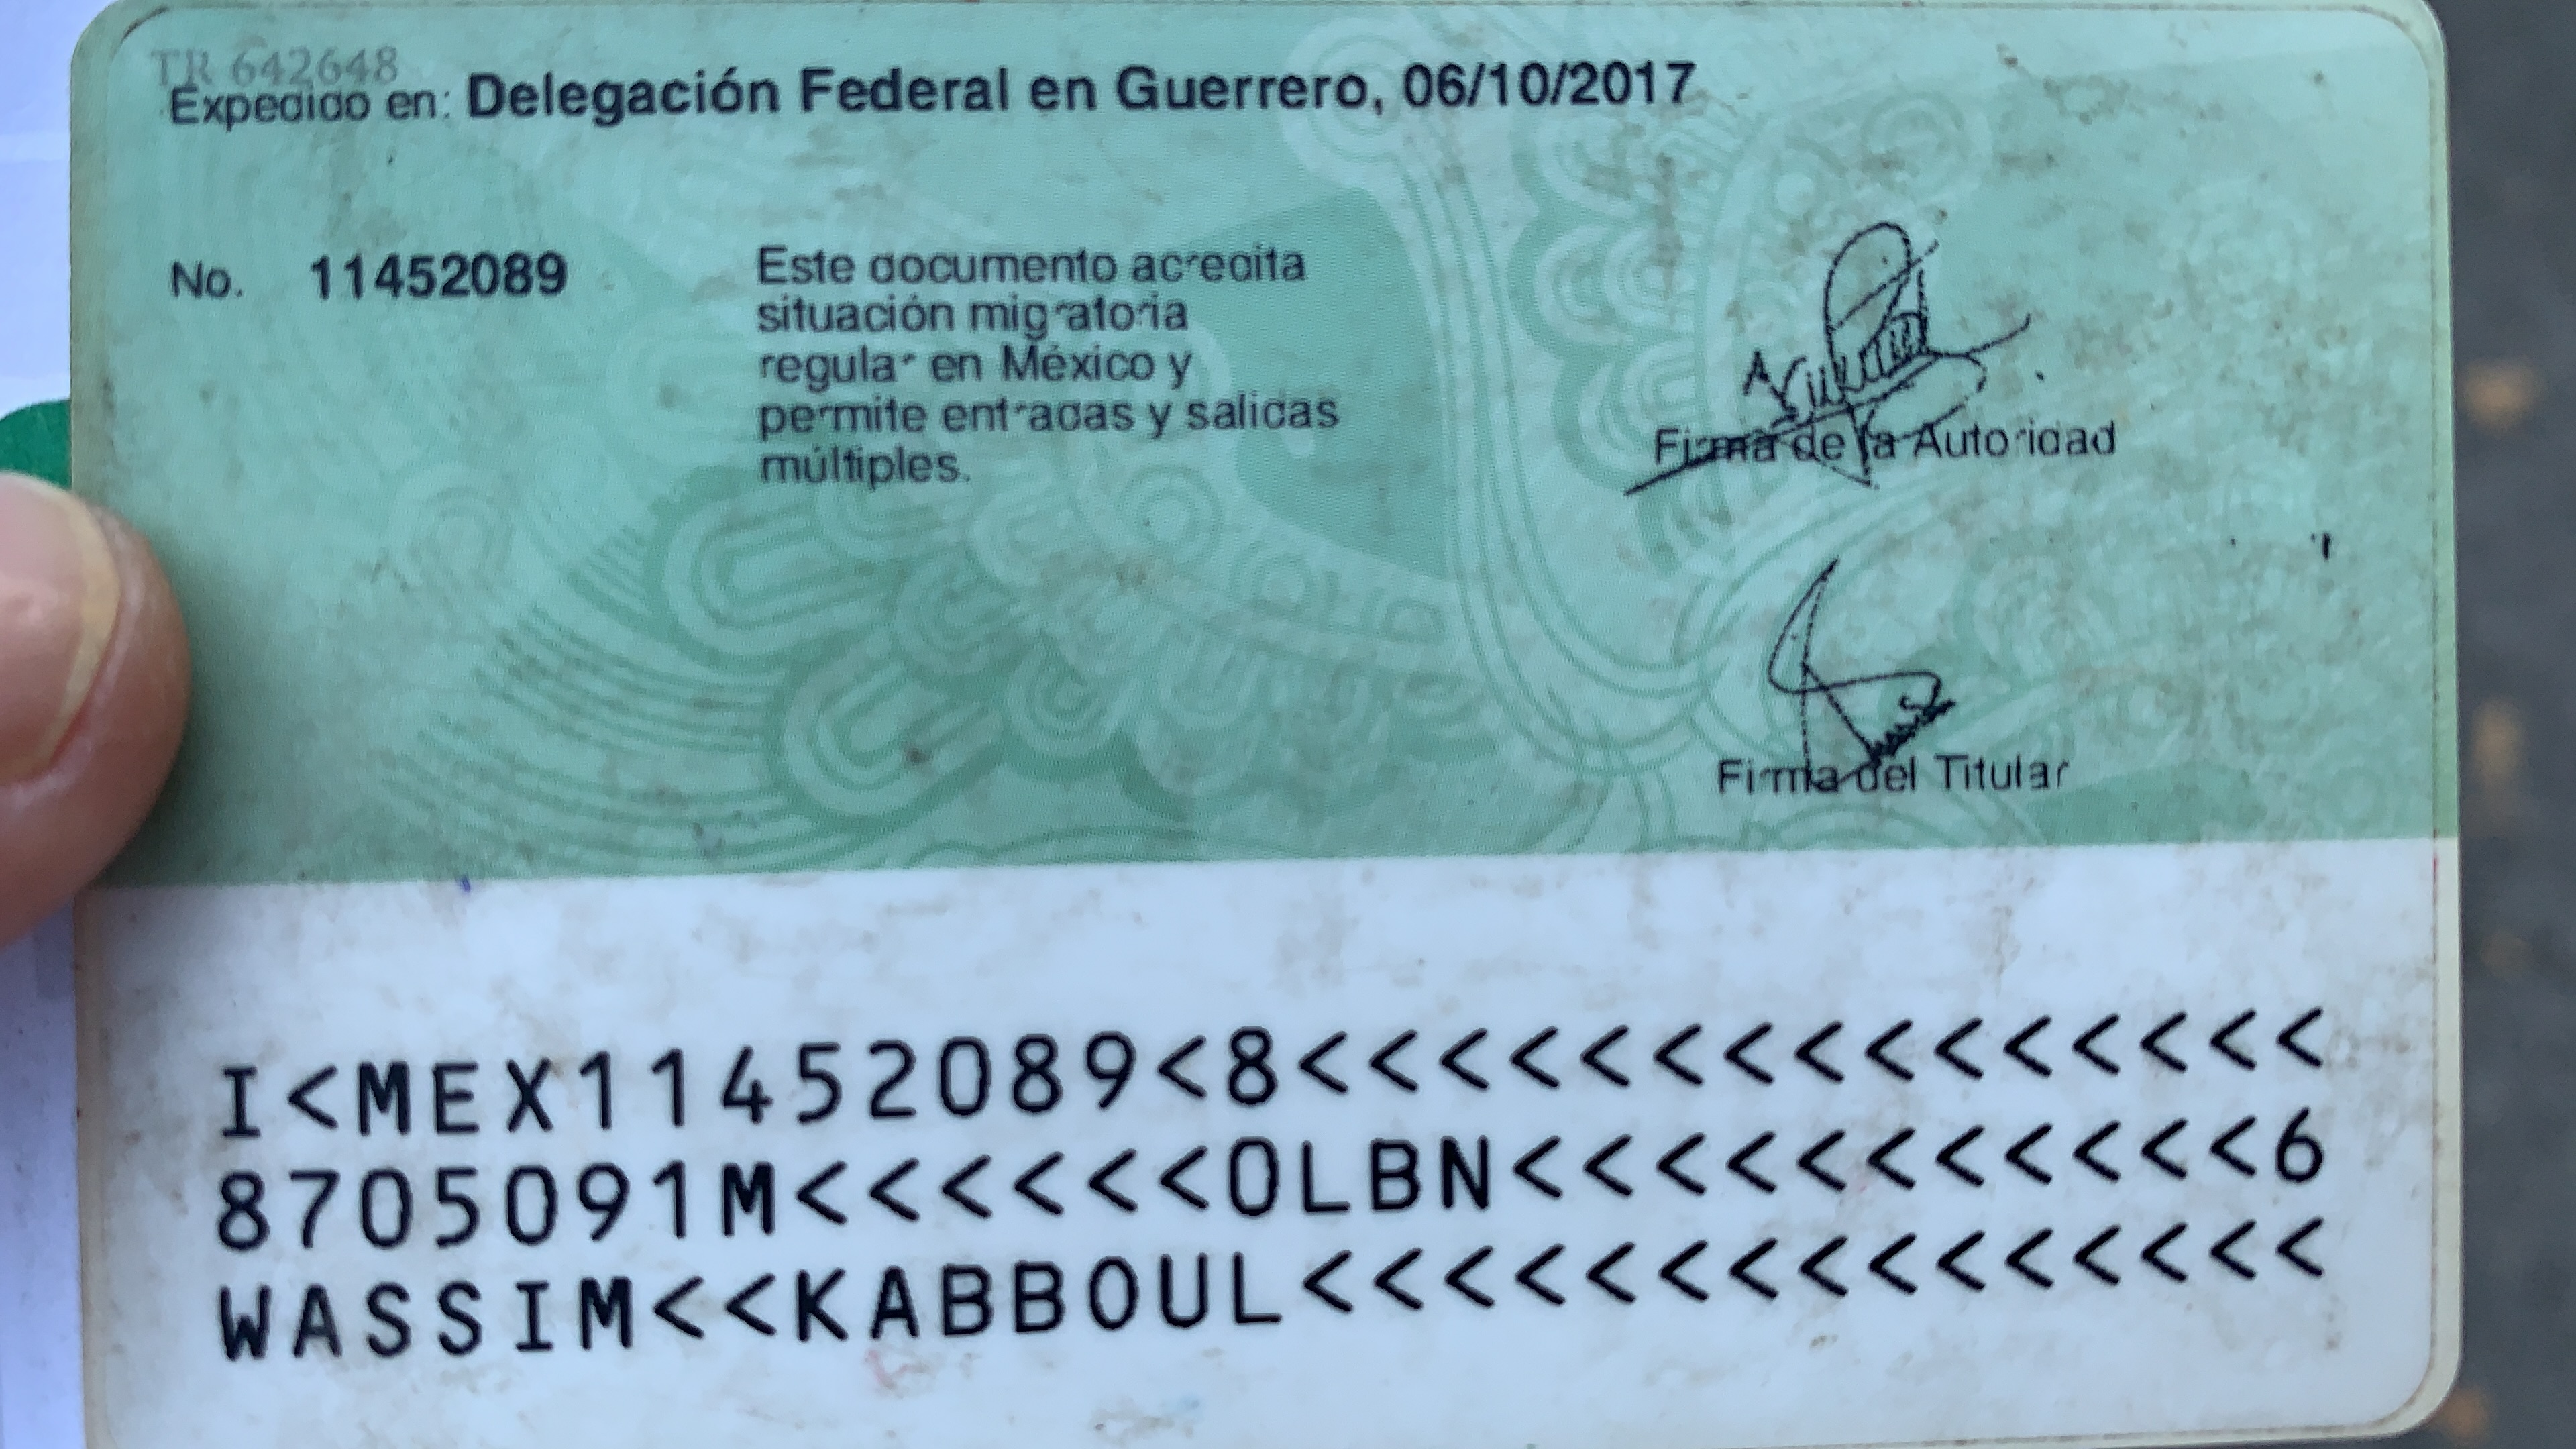 TR 642648
Expedido en: Delegación Federal en Guerrero, 06/10/2017
No. 11452089
Este documento acredita
situación migratoria
regular en México y
permite entradas y salidas
múltiples.
Firma de la Autoridad
Firma del Titular
I<MEX11452089<8<<<<<<<<<<<<<<<
8705091M<<<<<<0LBN<<<<<<<<<<<6
WASSIM<<KABBOUL<<<<<<<<<<<<<<<